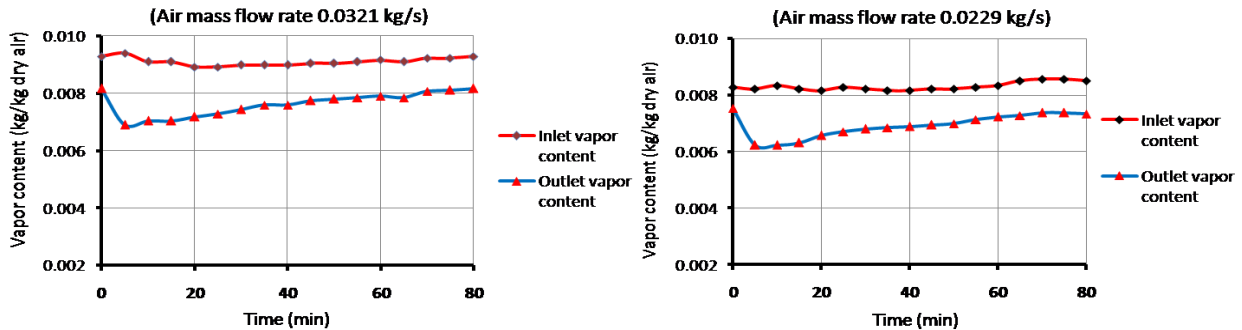 (Air mass flow rate 0.0321 kg/s)
Vapor content (kg/kg dry air)
0.010
0.008
0.006
0.004
0.002
0 20 40 60 80
Time (min)
Inlet vapor
content
Outlet vapor
content
(Air mass flow rate 0.0229 kg/s)
Vapor content (kg/kg dry air)
0.010
0.008
0.006
0.004
0.002
0 20 40 60 80
Time (min)
Inlet vapor
content
Outlet vapor
content